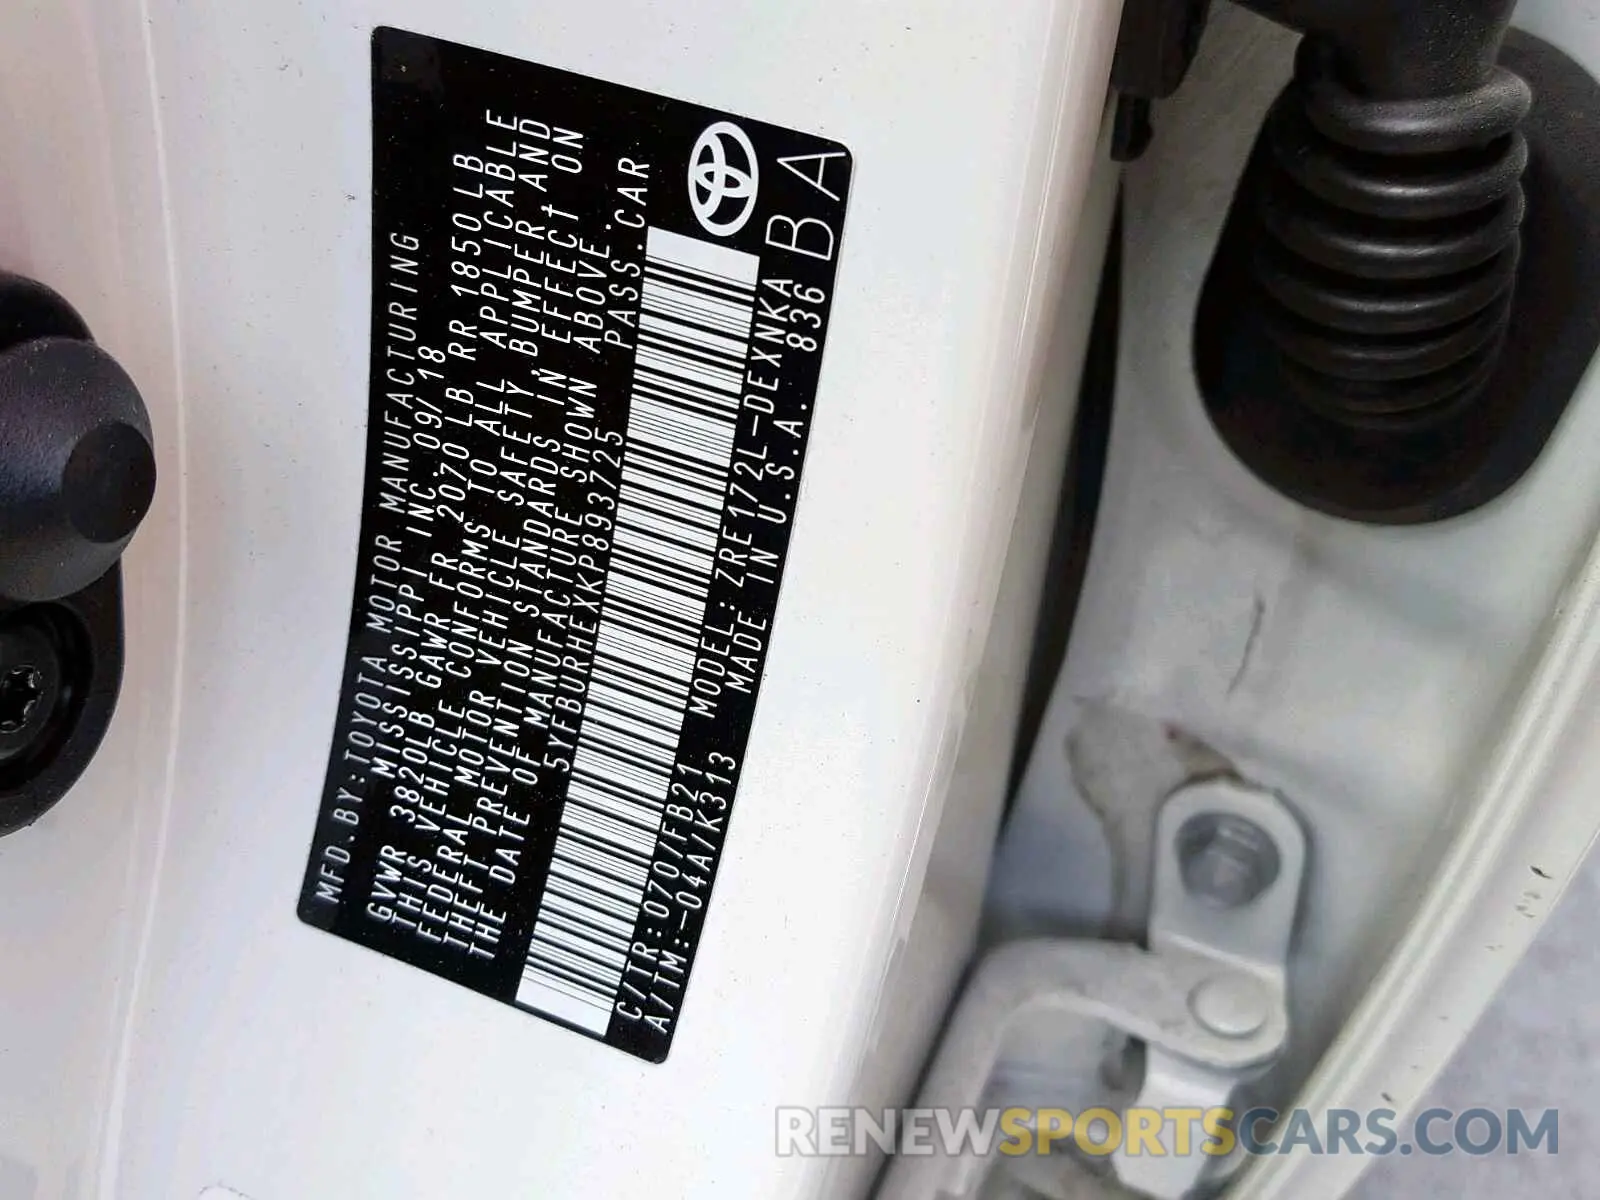 MFD.BY:TOYOTA MOTOR MANUFACTURING
MISSISSIPPI INC. 09/18
GVWR 3820LB GAWR FR 2070LB RR 1850LB
THIS VEHICLE CONFORMS TO ALL APPLICABLE
FEDERAL MOTOR VEHICLE SAFETY, BUMPER, AND
THEFT PREVENTION STANDARDS IN EFFECT ON
THE DATE OF MANUFACTURE SHOWN ABOVE.
5YFBURHEXKP893725 PASS.CAR
C/TR:070/FB21 MODEL:ZRE172L-DEXNKA
A/TM:-04A/K313 MADE IN U.S.A. 836 BA
RENEWSPORTSCARS.COM